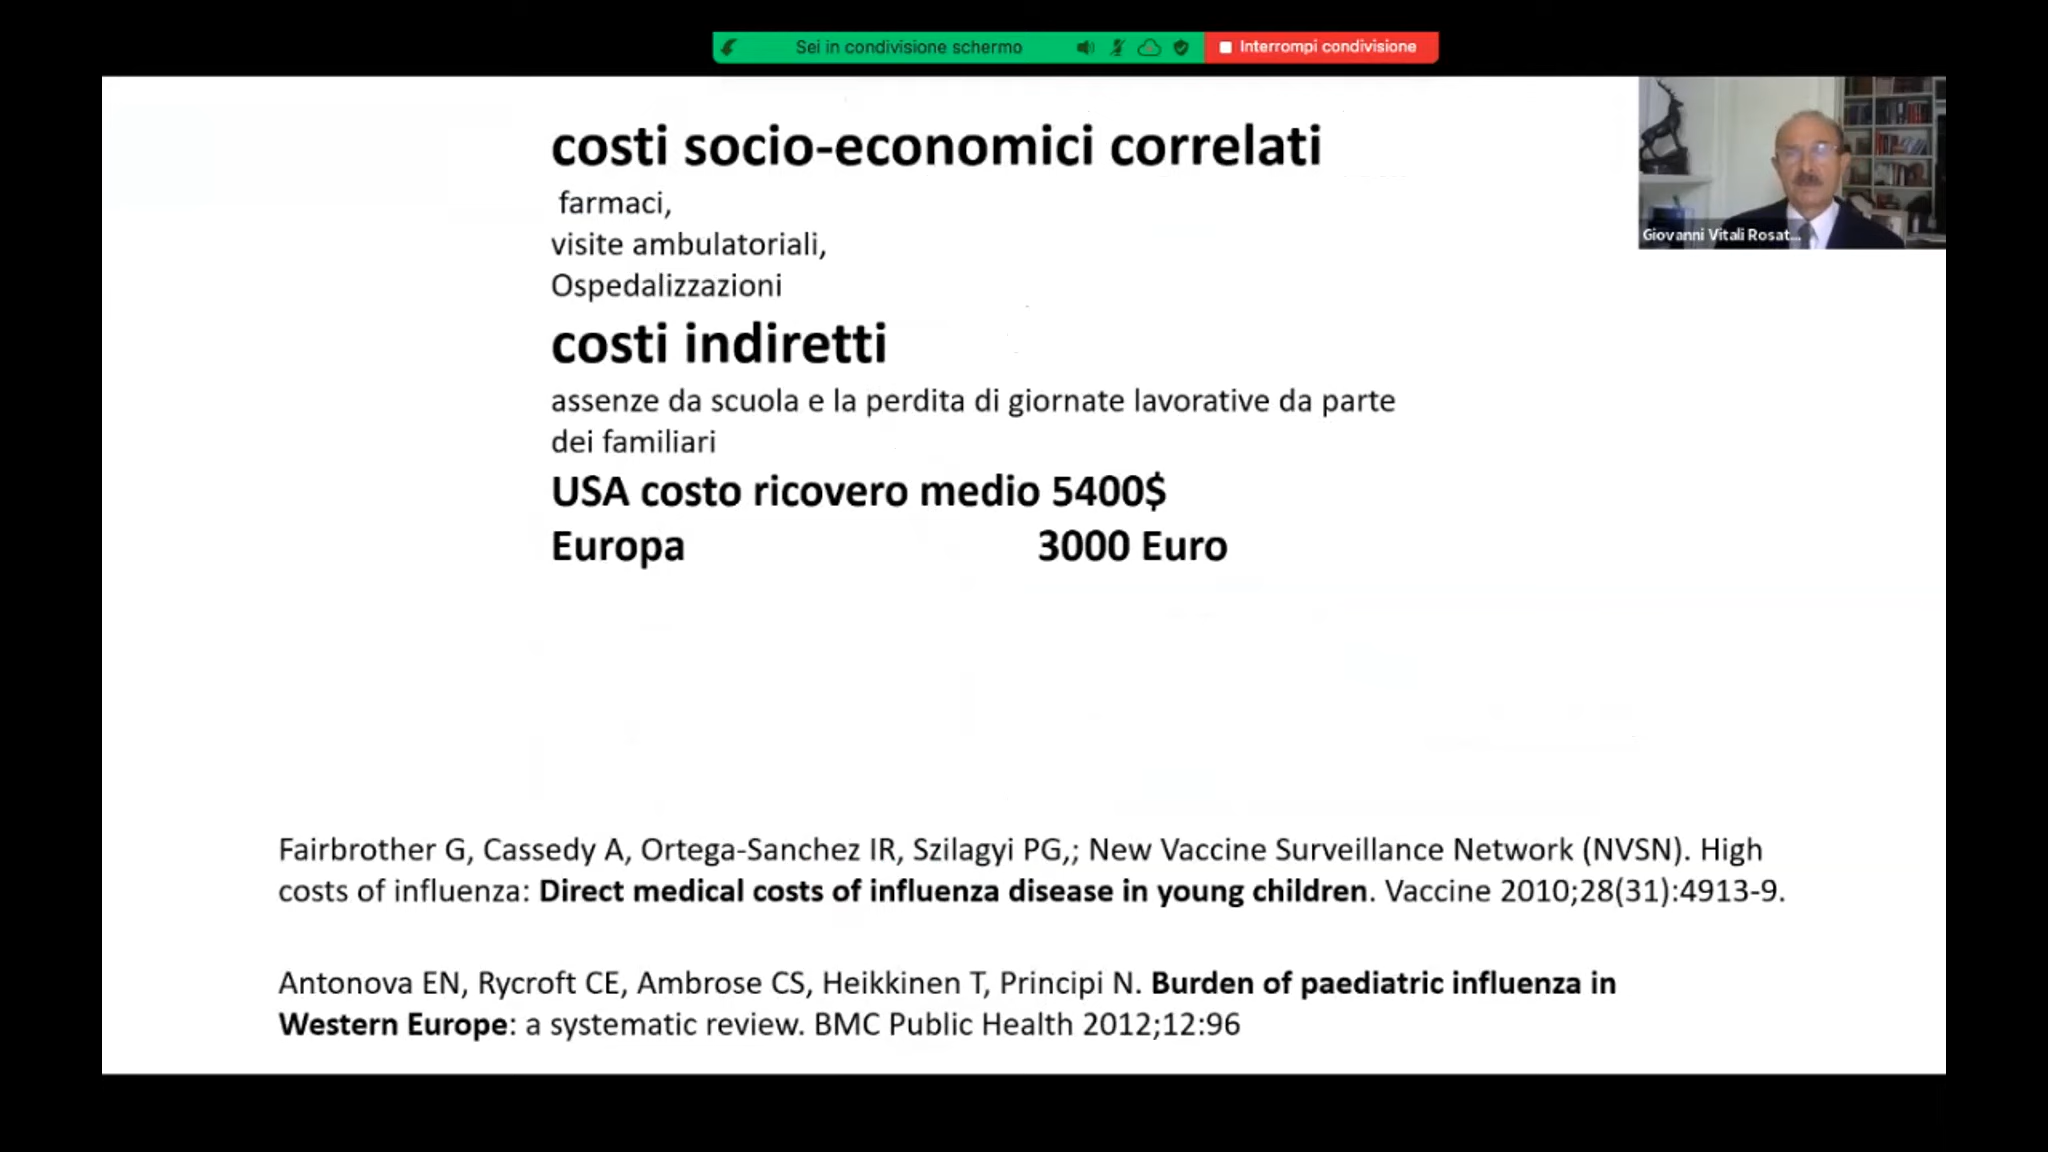 Sei in condivisione schermo
Interrompi condivisione
costi socio-economici correlati
farmaci,
visite ambulatoriali,
Ospedalizzazioni
costi indiretti
assenze da scuola e la perdita di giornate lavorative da parte
dei familiari
USA costo ricovero medio 5400$
Europa 3000 Euro
Giovanni Vitali Rosat...
Fairbrother G, Cassedy A, Ortega-Sanchez IR, Szilagyi PG,; New Vaccine Surveillance Network (NVSN). High
costs of influenza: Direct medical costs of influenza disease in young children. Vaccine 2010;28(31):4913-9.
Antonova EN, Rycroft CE, Ambrose CS, Heikkinen T, Principi N. Burden of paediatric influenza in
Western Europe: a systematic review. BMC Public Health 2012;12:96